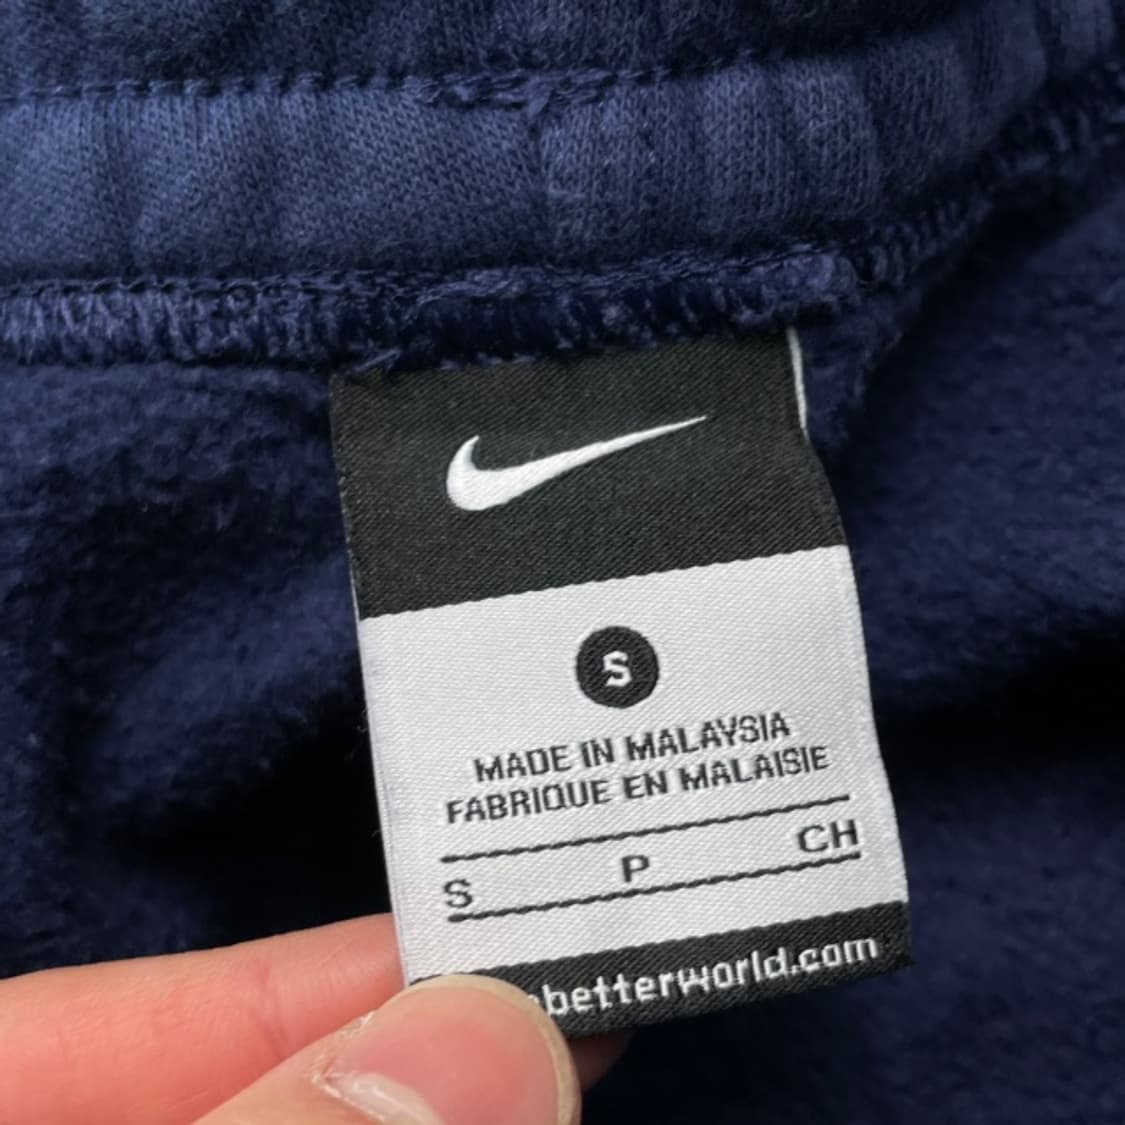 S
MADE IN MALAYSIA
FABRIQUE EN MALAISIE
S P CH
betterworld.com